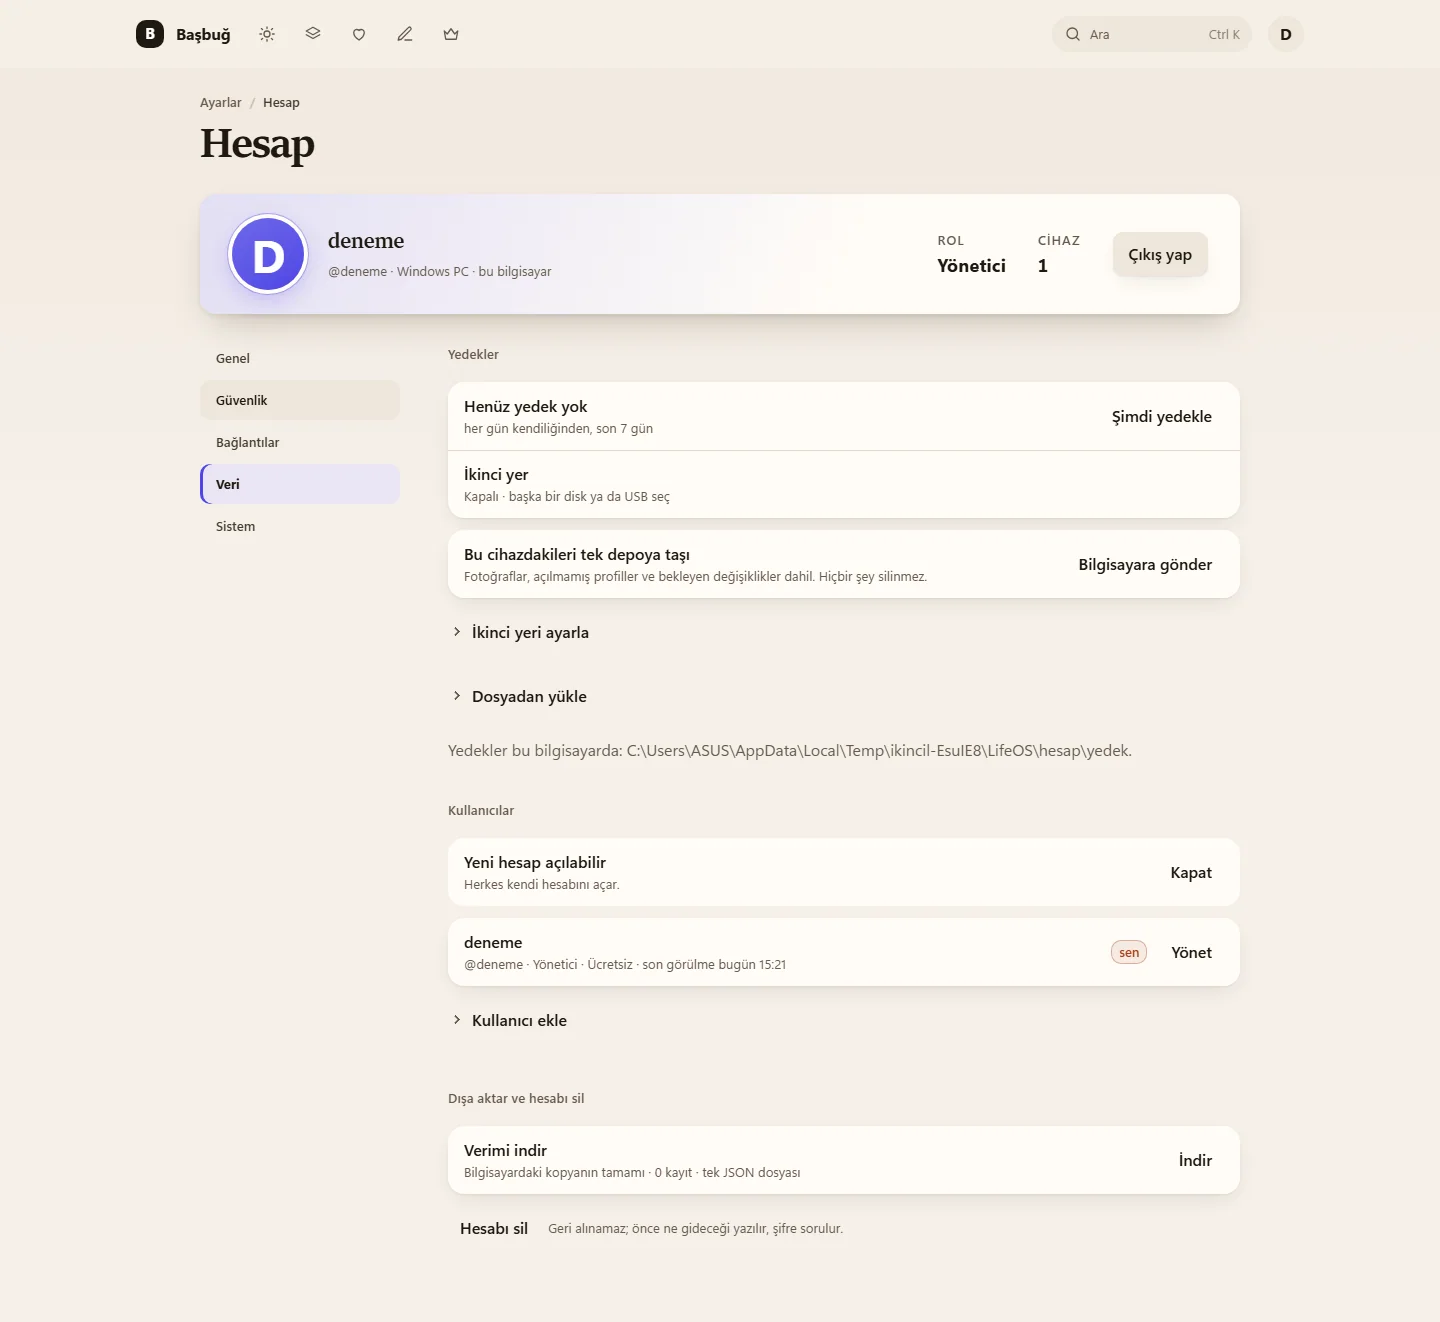 B Başbuğ
Ara Ctrl K
D
Ayarlar / Hesap
Hesap
D
deneme
@deneme · Windows PC · bu bilgisayar
ROL
Yönetici
CİHAZ
1
Çıkış yap
Genel
Güvenlik
Bağlantılar
Veri
Sistem
Yedekler
Henüz yedek yok
her gün kendiliğinden, son 7 gün
Şimdi yedekle
İkinci yer
Kapalı · başka bir disk ya da USB seç
Bu cihazdakileri tek depoya taşı
Fotoğraflar, açılmamış profiller ve bekleyen değişiklikler dahil. Hiçbir şey silinmez.
Bilgisayara gönder
İkinci yeri ayarla
Dosyadan yükle
Yedekler bu bilgisayarda: C:\Users\ASUS\AppData\Local\Temp\ikincil-EsuIE8\LifeOS\hesap\yedek.
Kullanıcılar
Yeni hesap açılabilir
Herkes kendi hesabını açar.
Kapat
deneme
@deneme · Yönetici · Ücretsiz · son görülme bugün 15:21
sen
Yönet
Kullanıcı ekle
Dışa aktar ve hesabı sil
Verimi indir
Bilgisayardaki kopyanın tamamı · 0 kayıt · tek JSON dosyası
İndir
Hesabı sil
Geri alınamaz; önce ne gideceği yazılır, şifre sorulur.